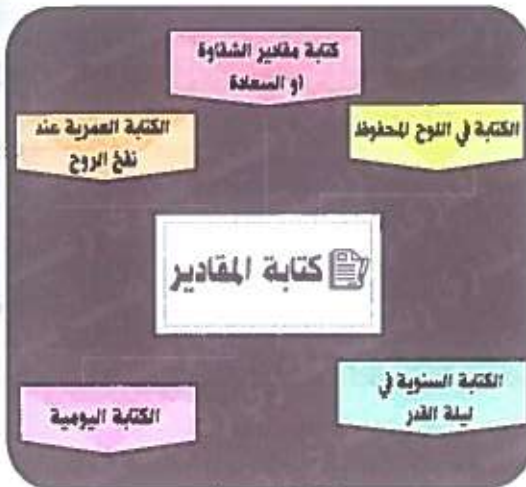 كتابة مقادير الشقاوة
او السعادة
الكتابة في اللوح المحفوظ
الكتابة العمرية عند
نفخ الروح
كتابة المقادير
الكتابة السنوية في
ليلة القدر
الكتابة اليومية